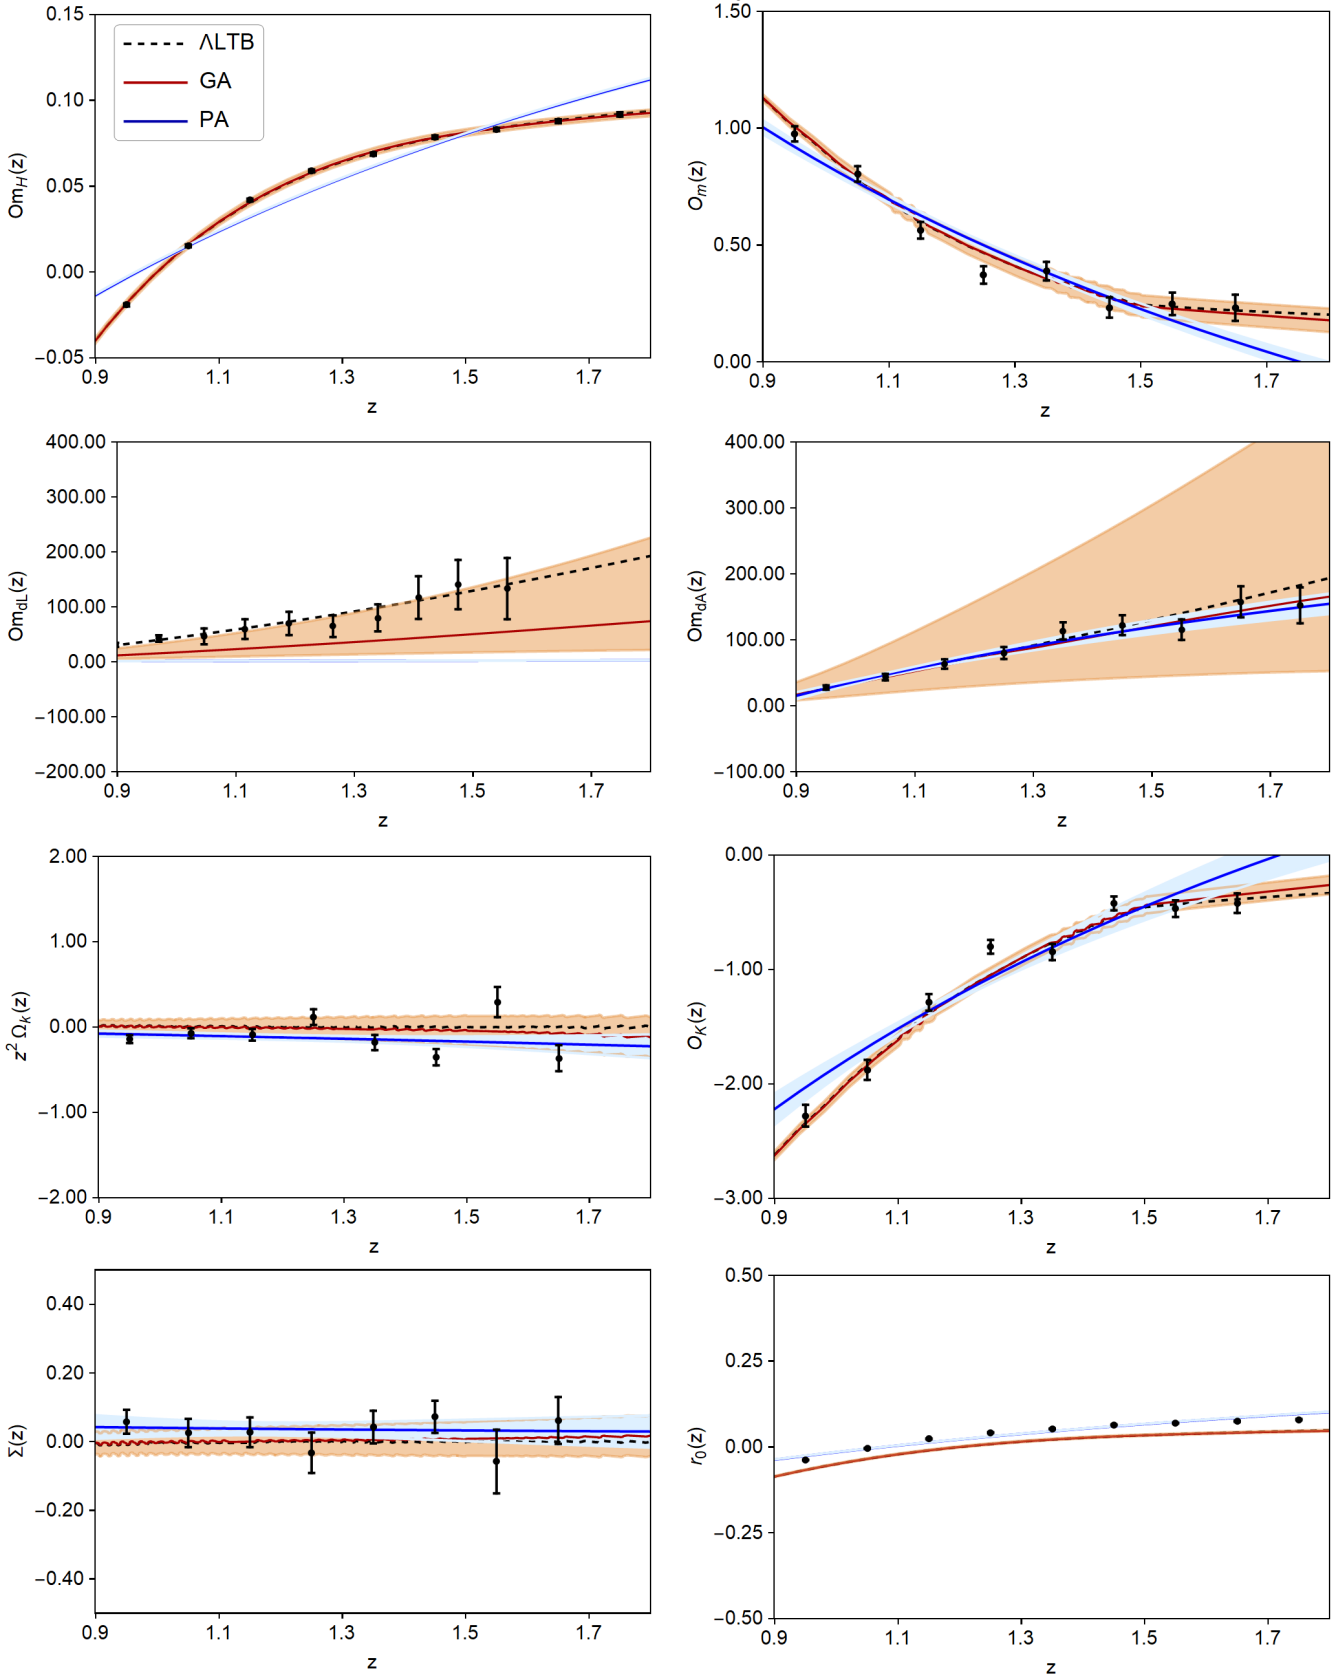 0.15
0.10
0.05
0.00
−0.05
Om_H(z)
ΛLTB
GA
PA
0.9 1.1 1.3 1.5 1.7
z
1.50
1.00
0.50
0.00
O_m(z)
0.9 1.1 1.3 1.5 1.7
z
400.00
300.00
200.00
100.00
0.00
−100.00
−200.00
Om_dL(z)
0.9 1.1 1.3 1.5 1.7
z
400.00
300.00
200.00
100.00
0.00
−100.00
Om_dA(z)
0.9 1.1 1.3 1.5 1.7
z
2.00
1.00
0.00
−1.00
−2.00
z² Ω_k(z)
0.9 1.1 1.3 1.5 1.7
z
0.00
−1.00
−2.00
−3.00
O_K(z)
0.9 1.1 1.3 1.5 1.7
z
0.40
0.20
0.00
−0.20
−0.40
Σ(z)
0.9 1.1 1.3 1.5 1.7
z
0.50
0.25
0.00
−0.25
−0.50
r_0(z)
0.9 1.1 1.3 1.5 1.7
z